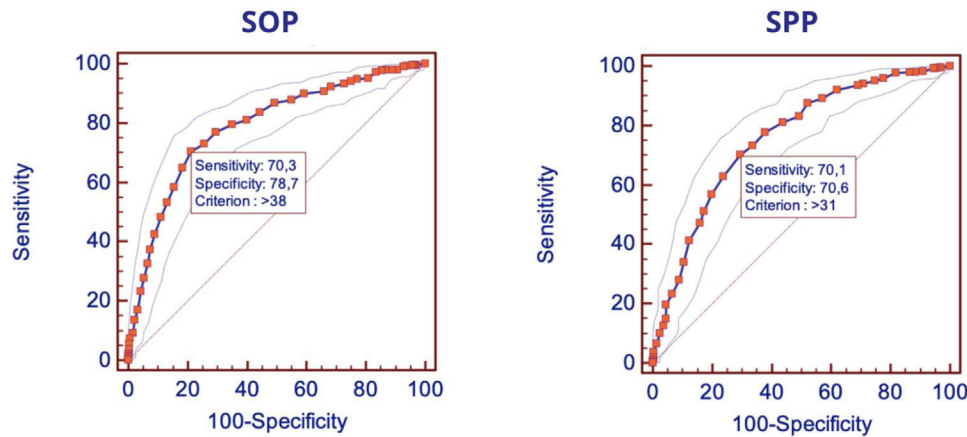 SOP
100
80
60
40
20
0
Sensitivity
Sensitivity: 70,3
Specificity: 78,7
Criterion : >38
0 20 40 60 80 100
100-Specificity
SPP
100
80
60
40
20
0
Sensitivity
Sensitivity: 70,1
Specificity: 70,6
Criterion : >31
0 20 40 60 80 100
100-Specificity